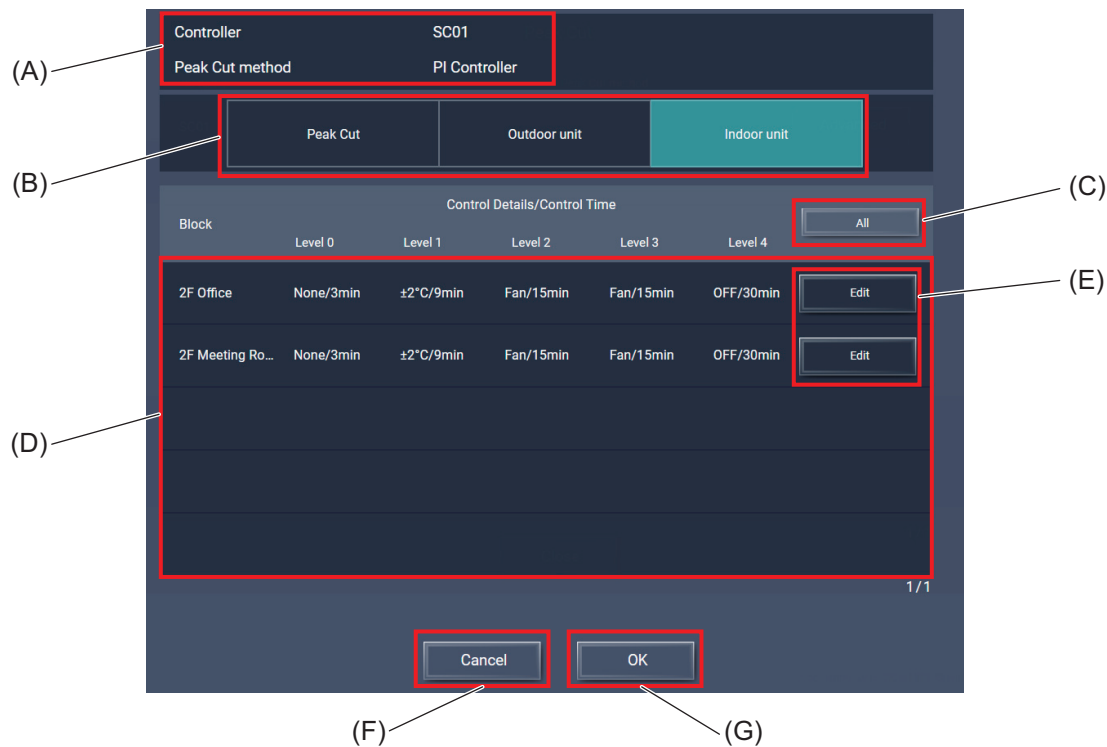 Controller SC01
(A)
Peak Cut method PI Controller
Peak Cut Outdoor unit Indoor unit
(B)
(C)
Control Details/Control Time
All
Block
Level 0 Level 1 Level 2 Level 3 Level 4
(E)
2F Office None/3min ±2°C/9min Fan/15min Fan/15min OFF/30min Edit
2F Meeting Ro... None/3min ±2°C/9min Fan/15min Fan/15min OFF/30min Edit
(D)
1/1
Cancel OK
(F) (G)